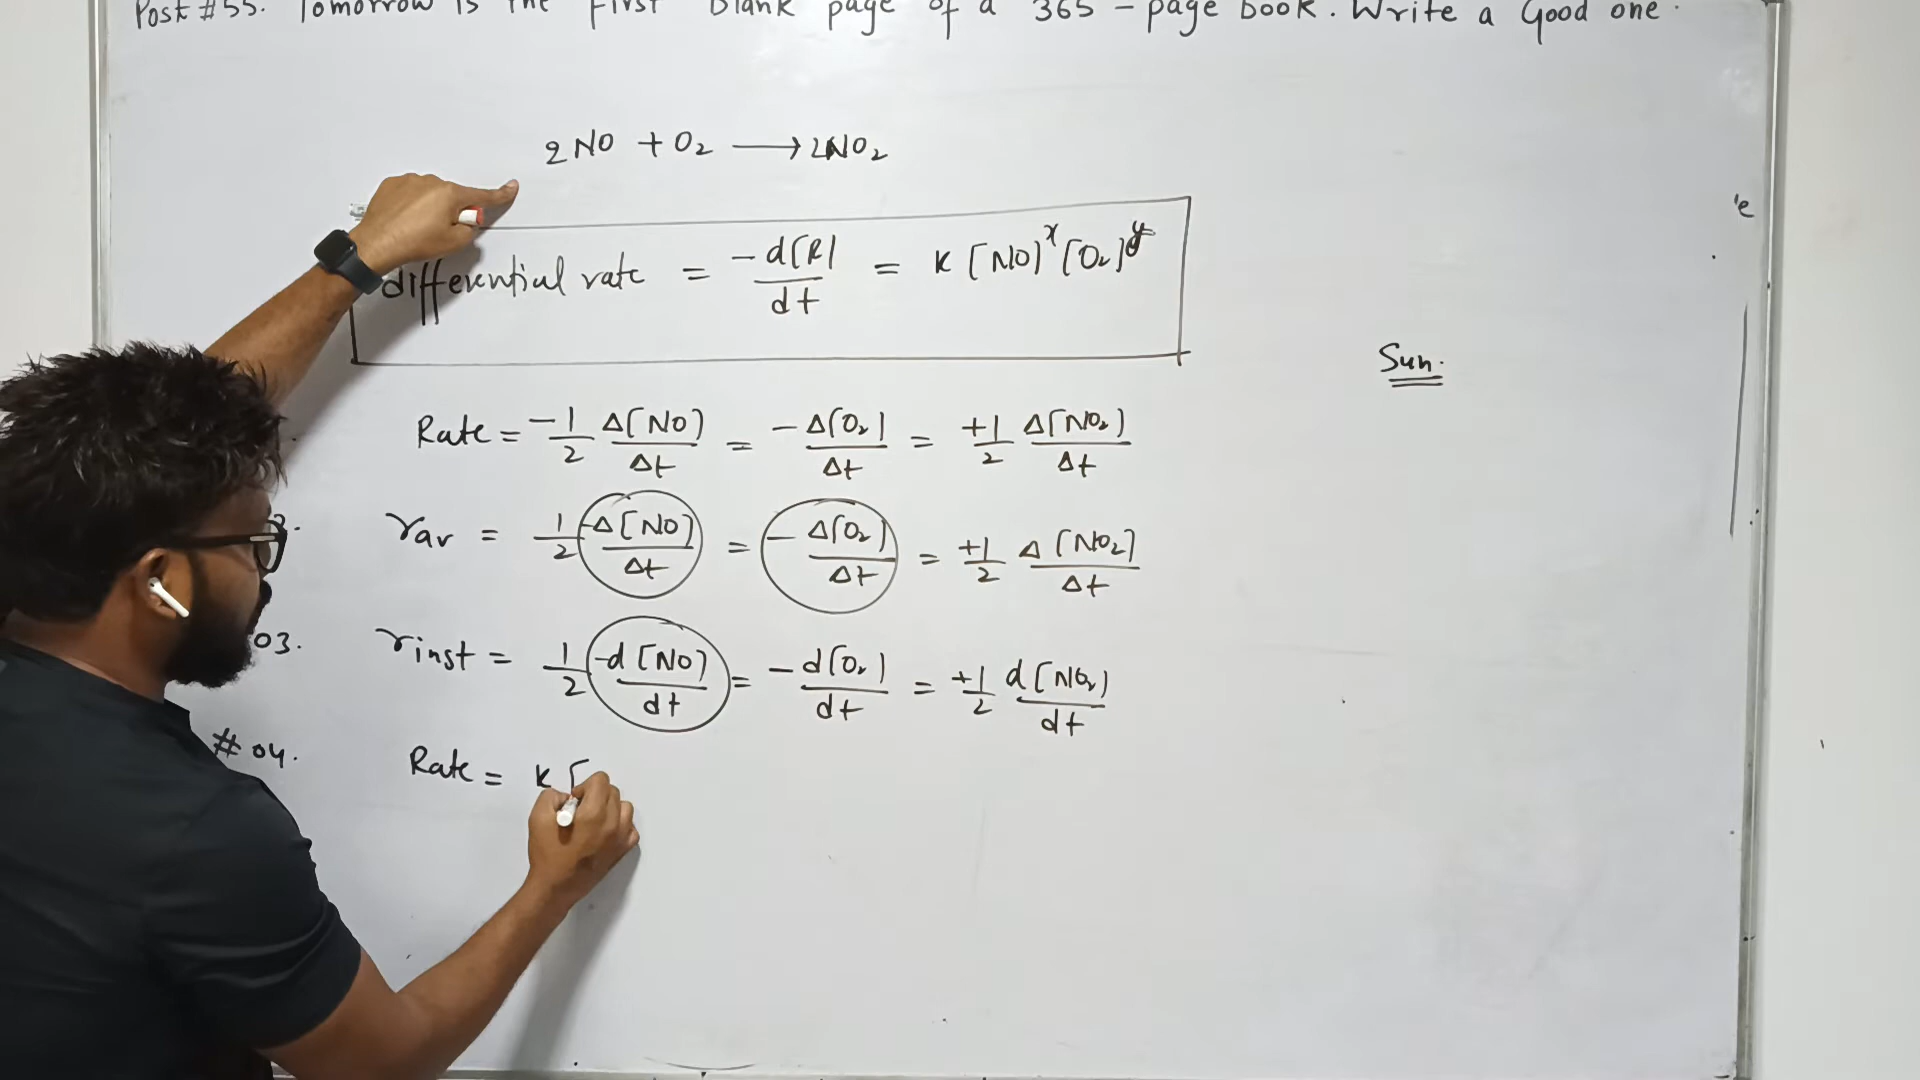 Post #55. Tomorrow is the first blank page of a 365 - page book. Write a Good one.
2NO + O₂ ⟶ 2NO₂
differential rate = -d[R]/dt = K [NO]ˣ [O₂]ʸ
Sun.
Rate = -1/2 Δ[NO]/Δt = -Δ[O₂]/Δt = +1/2 Δ[NO₂]/Δt
rav = 1/2 -Δ[NO]/Δt = -Δ[O₂]/Δt = +1/2 Δ[NO₂]/Δt
03. rinst = 1/2 -d[NO]/dt = -d[O₂]/dt = +1/2 d[NO₂]/dt
#04. Rate = K [